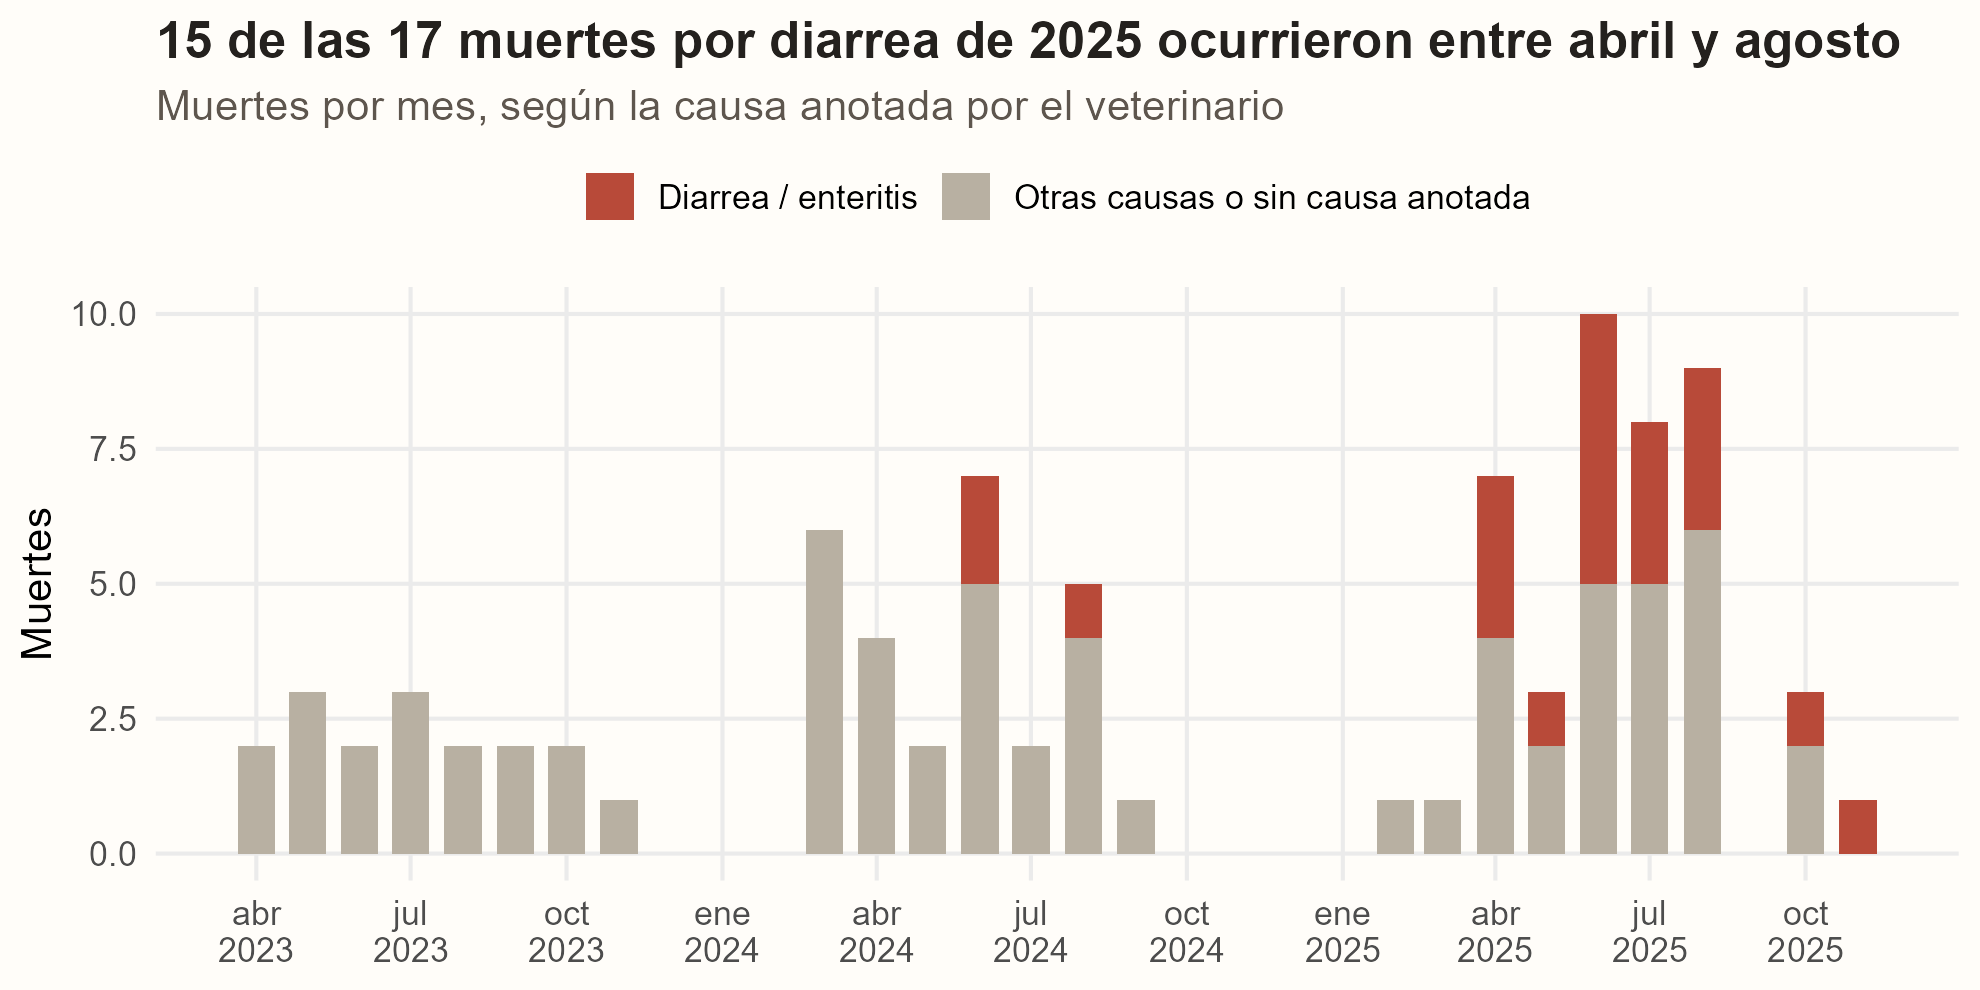 15 de las 17 muertes por diarrea de 2025 ocurrieron entre abril y agosto
Muertes por mes, según la causa anotada por el veterinario
Diarrea / enteritis
Otras causas o sin causa anotada
Muertes
10.0
7.5
5.0
2.5
0.0
abr 2023
jul 2023
oct 2023
ene 2024
abr 2024
jul 2024
oct 2024
ene 2025
abr 2025
jul 2025
oct 2025